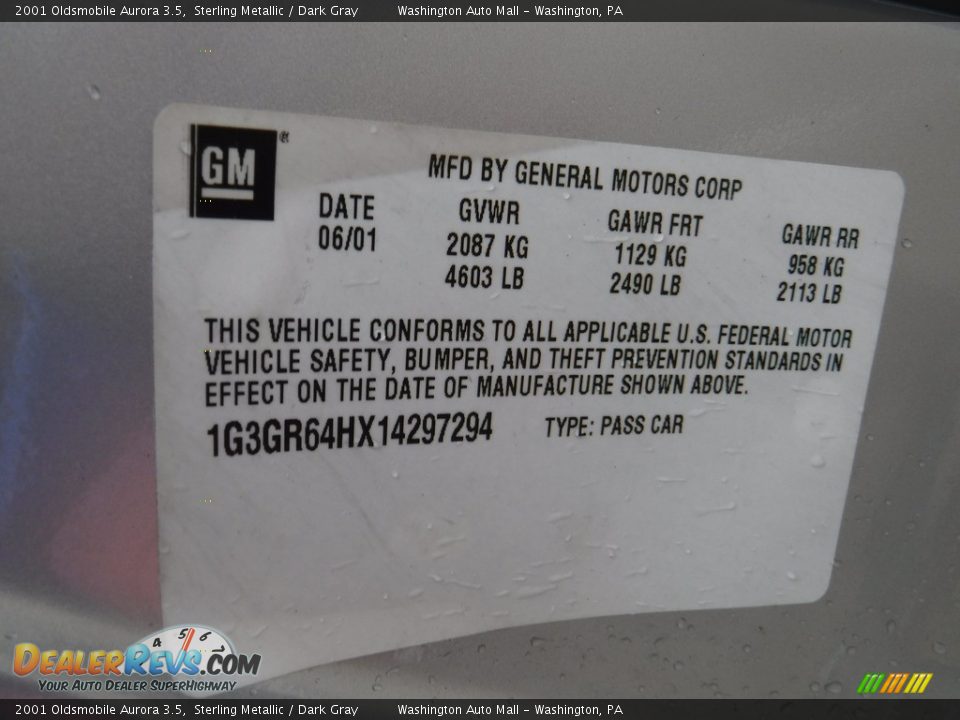 2001 Oldsmobile Aurora 3.5, Sterling Metallic / Dark Gray Washington Auto Mall - Washington, PA
GM®
MFD BY GENERAL MOTORS CORP
DATE GVWR GAWR FRT GAWR RR
06/01 2087 KG 1129 KG 958 KG
4603 LB 2490 LB 2113 LB
THIS VEHICLE CONFORMS TO ALL APPLICABLE U.S. FEDERAL MOTOR
VEHICLE SAFETY, BUMPER, AND THEFT PREVENTION STANDARDS IN
EFFECT ON THE DATE OF MANUFACTURE SHOWN ABOVE.
1G3GR64HX14297294 TYPE: PASS CAR
4 5 6 7
DealerRevs.com
Your Auto Dealer SuperHighway
2001 Oldsmobile Aurora 3.5, Sterling Metallic / Dark Gray Washington Auto Mall - Washington, PA